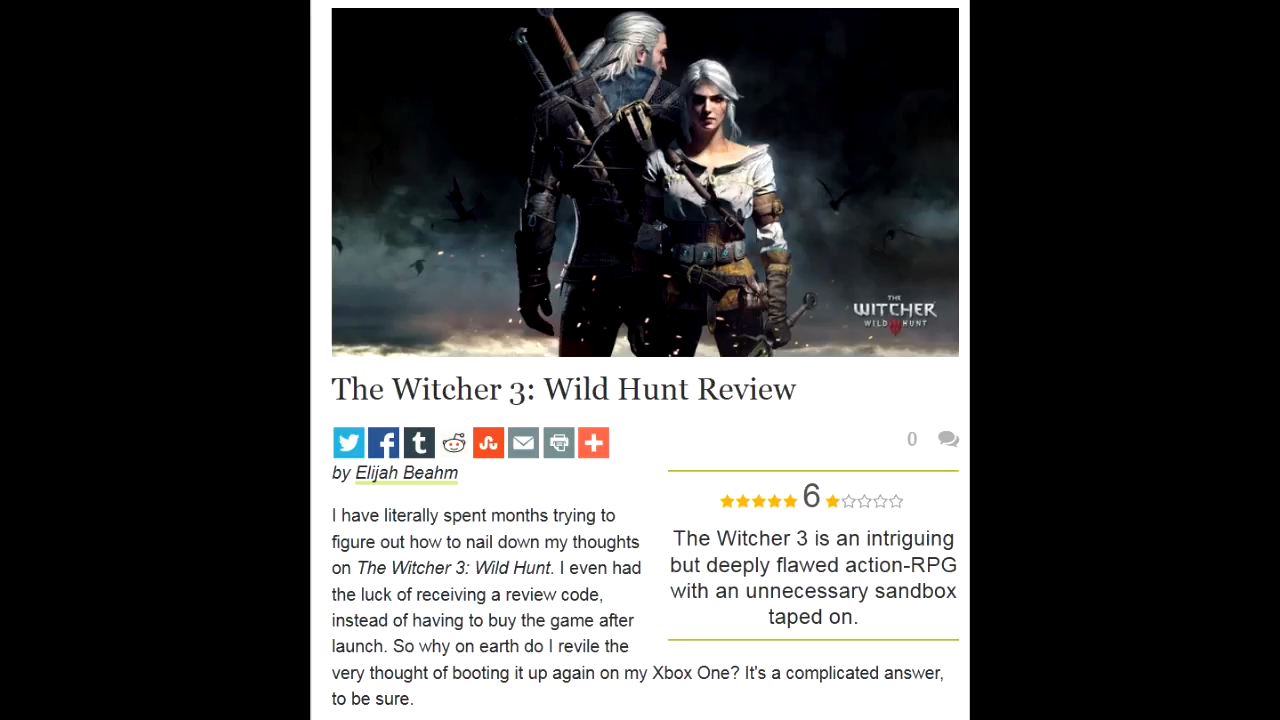 THE
WITCHER
WILD HUNT
The Witcher 3: Wild Hunt Review
0
by Elijah Beahm
6
The Witcher 3 is an intriguing
but deeply flawed action-RPG
with an unnecessary sandbox
taped on.
I have literally spent months trying to
figure out how to nail down my thoughts
on The Witcher 3: Wild Hunt. I even had
the luck of receiving a review code,
instead of having to buy the game after
launch. So why on earth do I revile the
very thought of booting it up again on my Xbox One? It's a complicated answer,
to be sure.